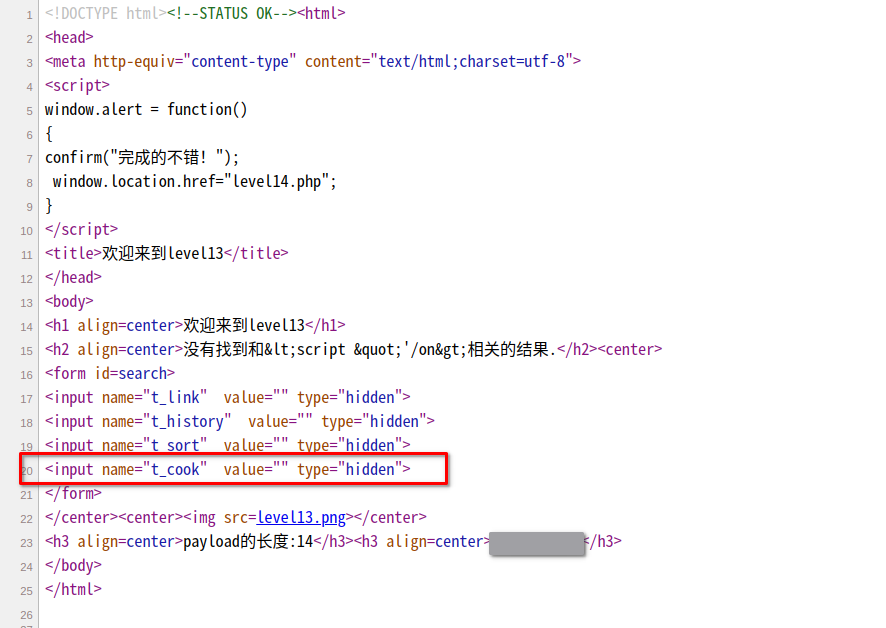 1 <!DOCTYPE html><!--STATUS OK--><html>
2 <head>
3 <meta http-equiv="content-type" content="text/html;charset=utf-8">
4 <script>
5 window.alert = function()
6 {
7 confirm("完成的不错！");
8  window.location.href="level14.php";
9 }
10 </script>
11 <title>欢迎来到level13</title>
12 </head>
13 <body>
14 <h1 align=center>欢迎来到level13</h1>
15 <h2 align=center>没有找到和&lt;script &quot;'/on&gt;相关的结果.</h2><center>
16 <form id=search>
17 <input name="t_link"  value="" type="hidden">
18 <input name="t_history"  value="" type="hidden">
19 <input name="t_sort"  value="" type="hidden">
20 <input name="t_cook"  value="" type="hidden">
21 </form>
22 </center><center><img src=level13.png></center>
23 <h3 align=center>payload的长度:14</h3><h3 align=center></h3>
24 </body>
25 </html>
26